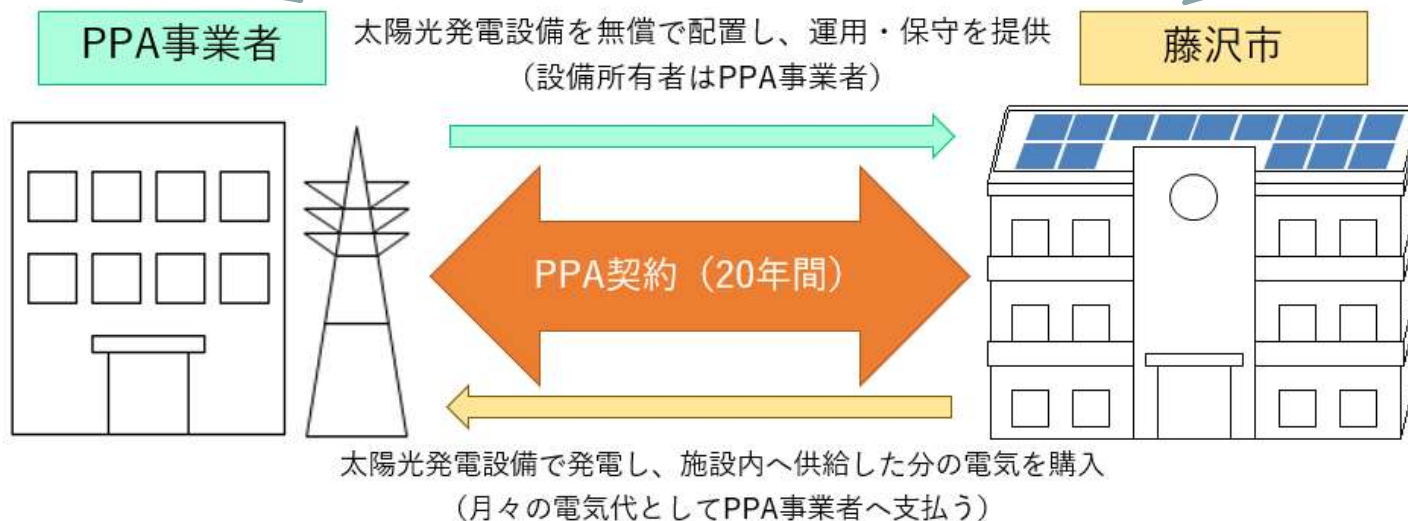 PPA事業者
太陽光発電設備を無償で配置し、運用・保守を提供
（設備所有者はPPA事業者）
藤沢市
PPA契約（20年間）
太陽光発電設備で発電し、施設内へ供給した分の電気を購入
（月々の電気代としてPPA事業者へ支払う）